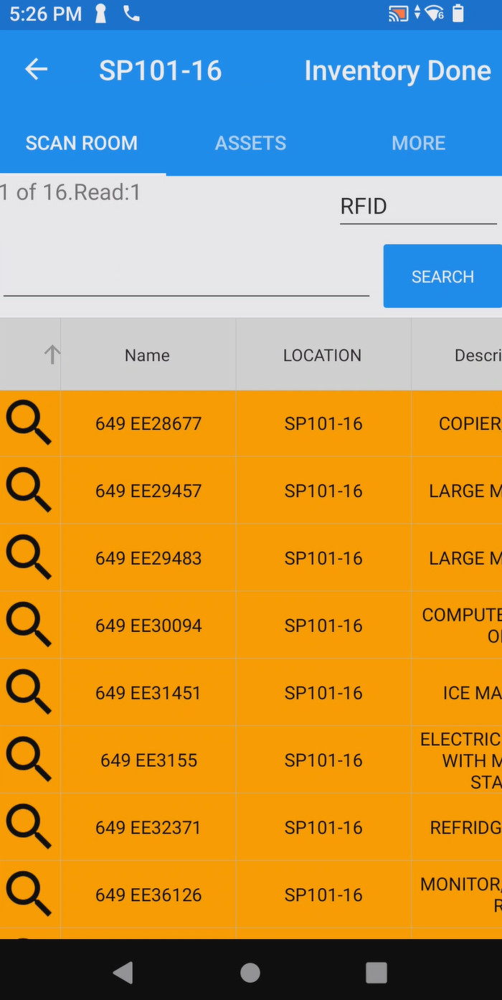 5:26 PM
6
SP101-16 Inventory Done
SCAN ROOM ASSETS MORE
1 of 16.Read:1
RFID
SEARCH
Name LOCATION Descri
649 EE28677 SP101-16 COPIER
649 EE29457 SP101-16 LARGE M
649 EE29483 SP101-16 LARGE M
649 EE30094 SP101-16 COMPUTE
O
649 EE31451 SP101-16 ICE MA
649 EE3155 SP101-16 ELECTRIC
WITH M
STA
649 EE32371 SP101-16 REFRIDG
649 EE36126 SP101-16 MONITOR,
R